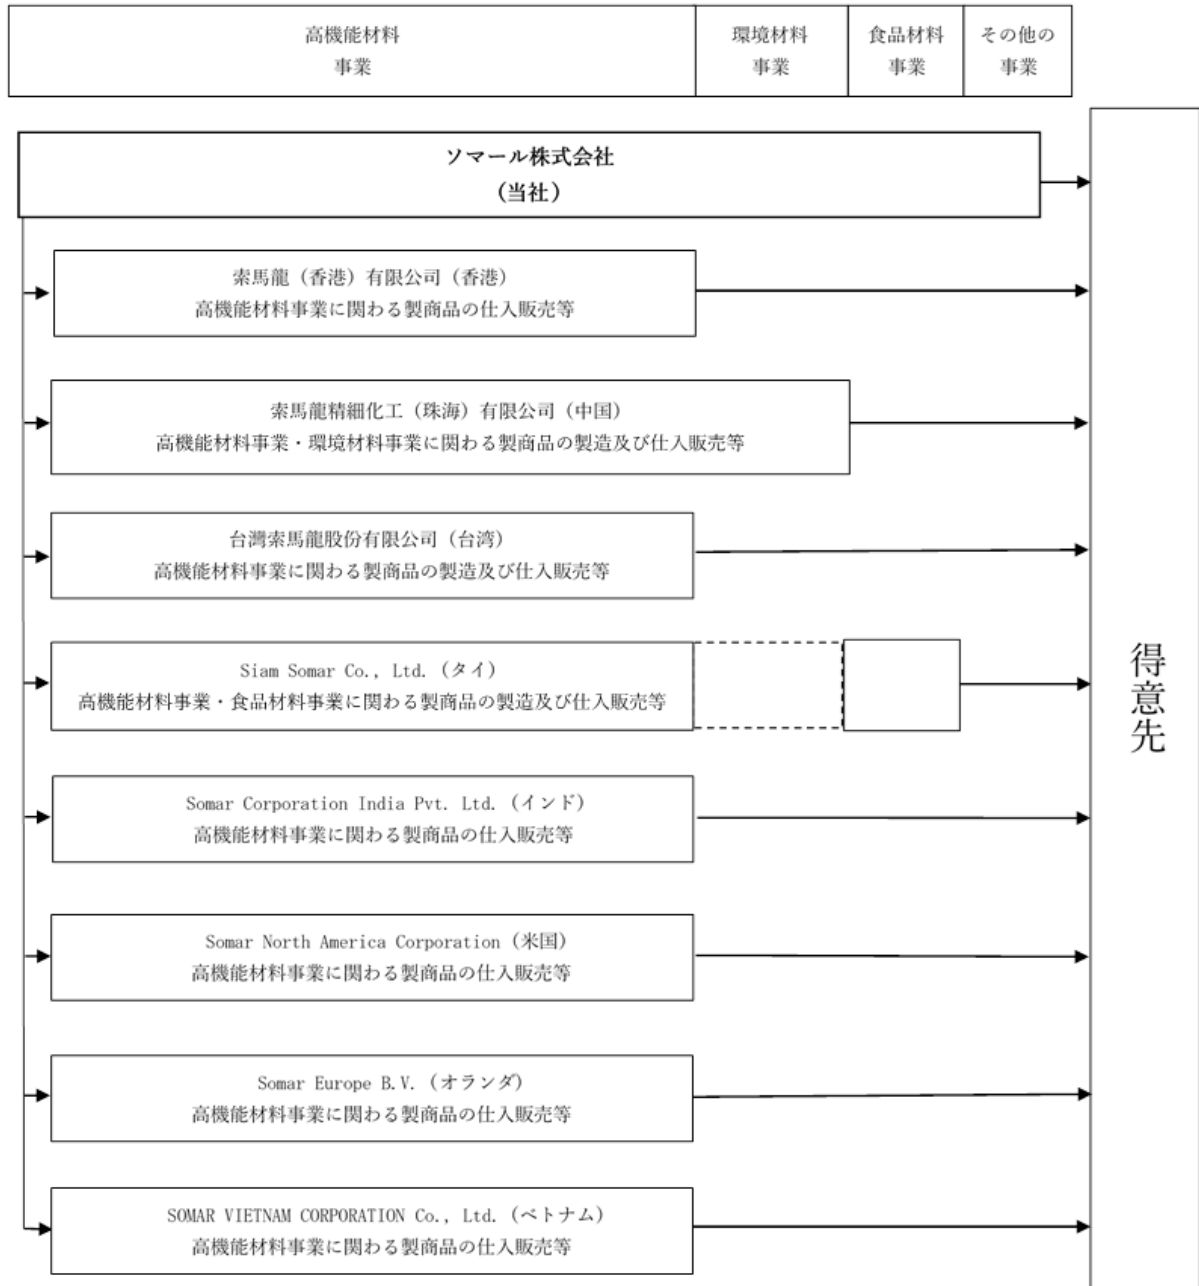 高機能材料
事業
環境材料
事業
食品材料
事業
その他の
事業
ソマール株式会社
(当社)
索馬龍（香港）有限公司（香港）
高機能材料事業に関わる製商品の仕入販売等
索馬龍精細化工（珠海）有限公司（中国）
高機能材料事業・環境材料事業に関わる製商品の製造及び仕入販売等
台灣索馬龍股份有限公司（台湾）
高機能材料事業に関わる製商品の製造及び仕入販売等
Siam Somar Co., Ltd.（タイ）
高機能材料事業・食品材料事業に関わる製商品の製造及び仕入販売等
Somar Corporation India Pvt. Ltd.（インド）
高機能材料事業に関わる製商品の仕入販売等
Somar North America Corporation（米国）
高機能材料事業に関わる製商品の仕入販売等
Somar Europe B.V.（オランダ）
高機能材料事業に関わる製商品の仕入販売等
SOMAR VIETNAM CORPORATION Co., Ltd.（ベトナム）
高機能材料事業に関わる製商品の仕入販売等
得意先